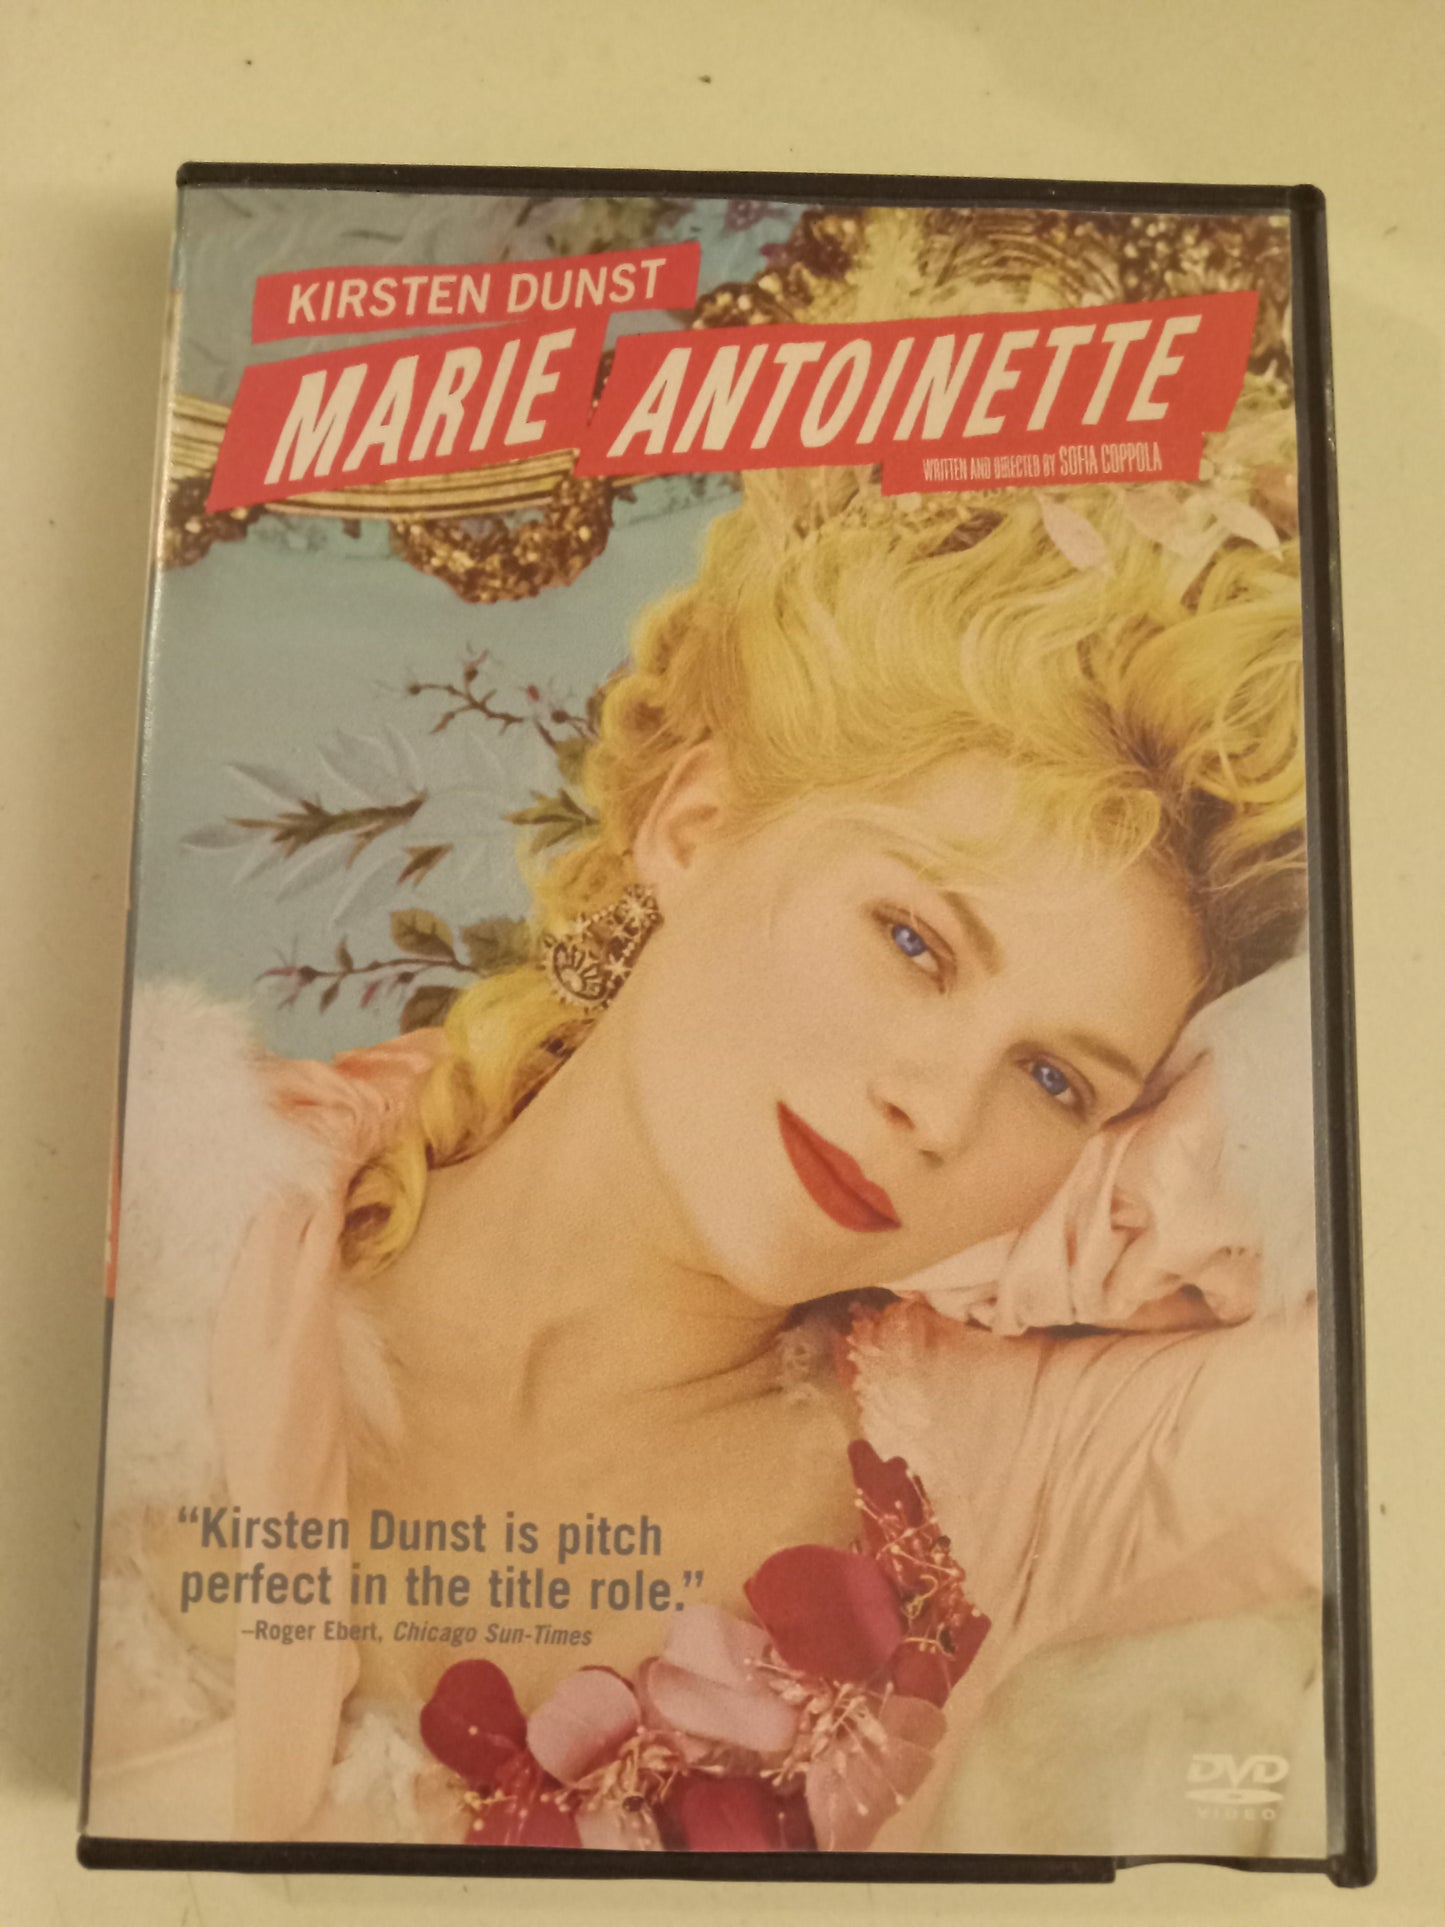 KIRSTEN DUNST
MARIE ANTOINETTE
WRITTEN AND DIRECTED BY SOFIA COPPOLA
“Kirsten Dunst is pitch
perfect in the title role.”
–Roger Ebert, Chicago Sun-Times
DVD
VIDEO